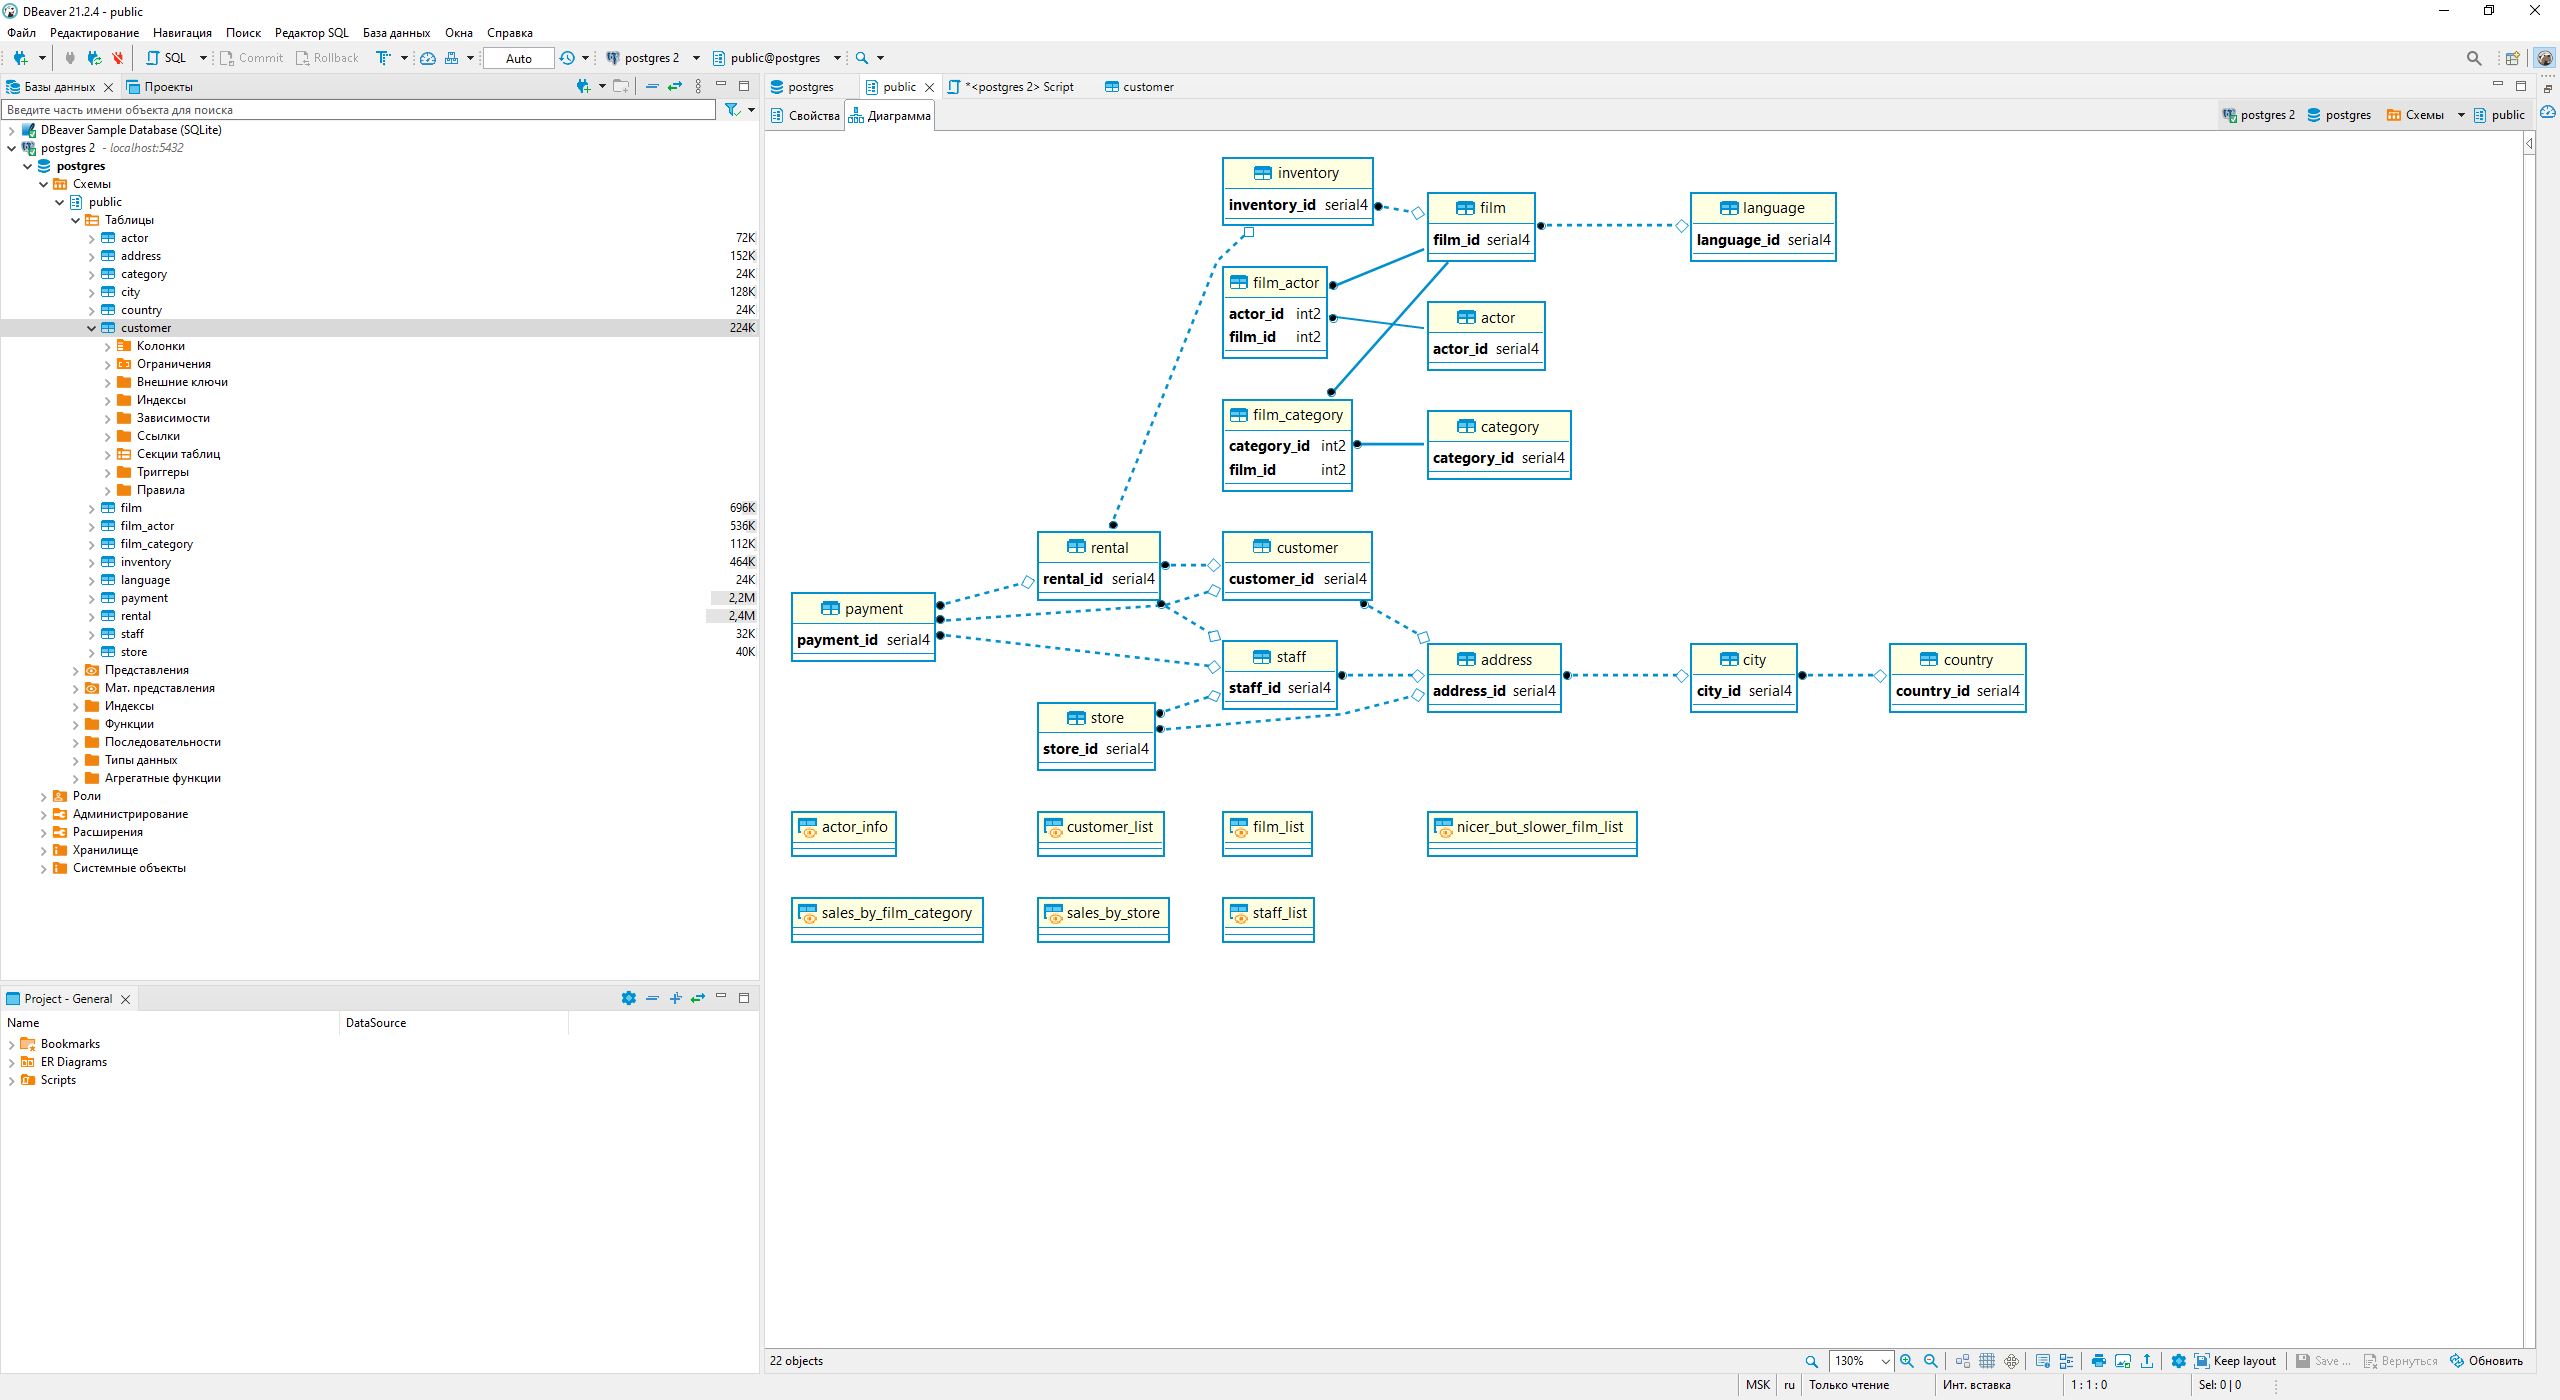 DBeaver 21.2.4 - public
Файл Редактирование Навигация Поиск Редактор SQL База данных Окна Справка
SQL Commit Rollback Auto postgres 2 public@postgres
Базы данных Проекты
Введите часть имени объекта для поиска
DBeaver Sample Database (SQLite)
postgres 2 - localhost:5432
postgres
Схемы
public
Таблицы
actor 72K
address 152K
category 24K
city 128K
country 24K
customer 224K
Колонки
Ограничения
Внешние ключи
Индексы
Зависимости
Ссылки
Секции таблиц
Триггеры
Правила
film 696K
film_actor 536K
film_category 112K
inventory 464K
language 24K
payment 2,2M
rental 2,4M
staff 32K
store 40K
Представления
Мат. представления
Индексы
Функции
Последовательности
Типы данных
Агрегатные функции
Роли
Администрирование
Расширения
Хранилище
Системные объекты
Project - General
Name DataSource
Bookmarks
ER Diagrams
Scripts
postgres public *<postgres 2> Script customer
Свойства Диаграмма postgres 2 postgres Схемы public
inventory
inventory_id serial4
film
film_id serial4
language
language_id serial4
film_actor
actor_id int2
film_id int2
actor
actor_id serial4
film_category
category_id int2
film_id int2
category
category_id serial4
rental
rental_id serial4
customer
customer_id serial4
payment
payment_id serial4
staff
staff_id serial4
address
address_id serial4
city
city_id serial4
country
country_id serial4
store
store_id serial4
actor_info customer_list film_list nicer_but_slower_film_list
sales_by_film_category sales_by_store staff_list
22 objects 130% Keep layout Save ... Вернуться Обновить
MSK ru Только чтение Инт. вставка 1 : 1 : 0 Sel: 0 | 0